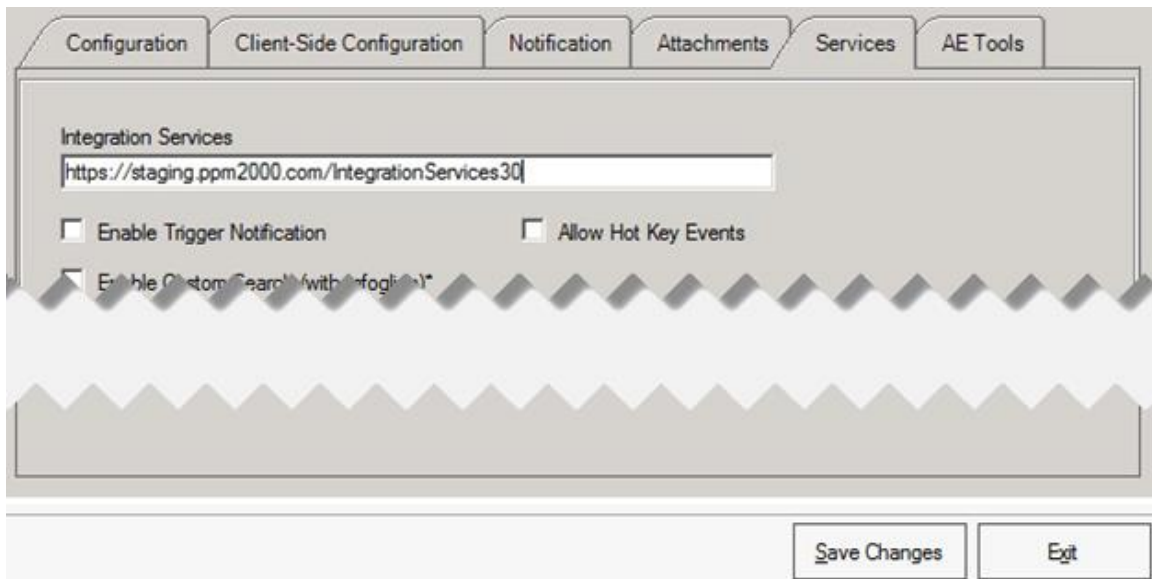 Configuration Client-Side Configuration Notification Attachments Services AE Tools
Integration Services
https://staging.ppm2000.com/IntegrationServices30
Enable Trigger Notification Allow Hot Key Events
Save Changes Exit